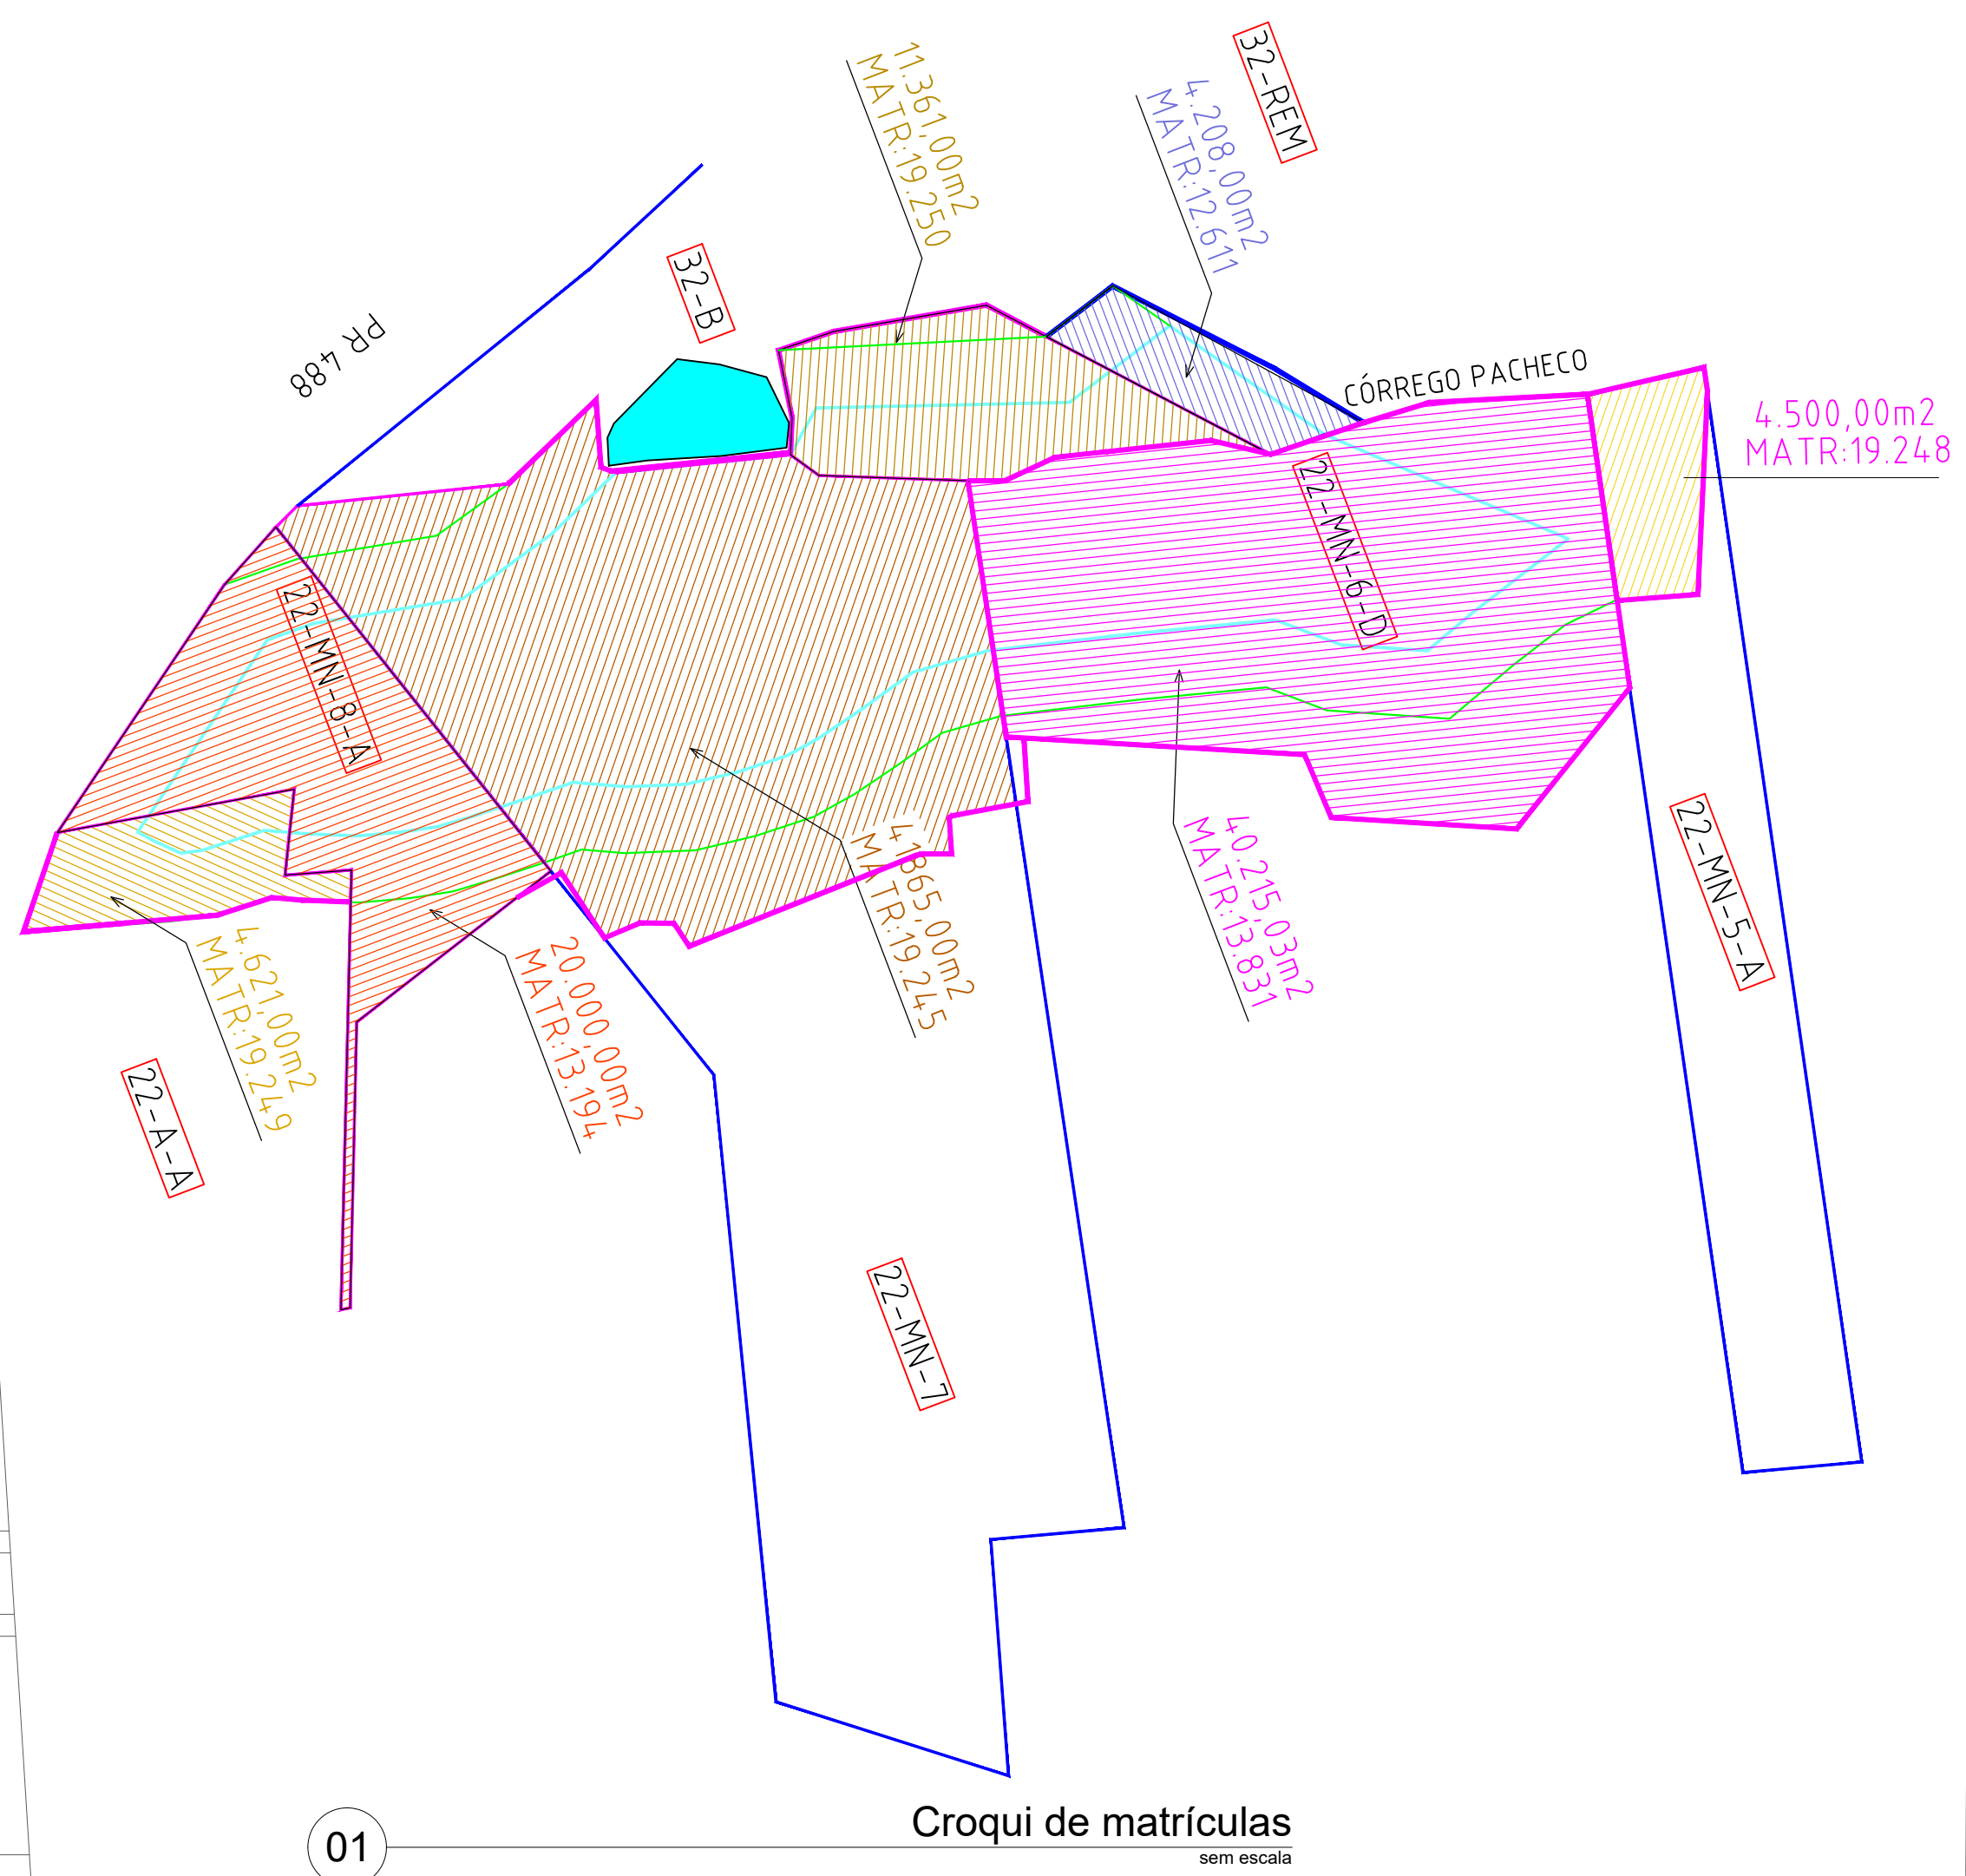 32-REM
11.361,00m2
MATR:19.250
4.208,00m2
MATR:12.611
32-B
PR 488
CÓRREGO PACHECO
4.500,00m2
MATR:19.248
22-MN-6-D
22-MN-8-A
41.865,00m2
MATR:19.245
40.215,03m2
MATR:13.831
22-MN-5-A
4.621,00m2
MATR:19.249
20.000,00m2
MATR:13.194
22-A-A
22-MN-7
01
Croqui de matrículas
sem escala